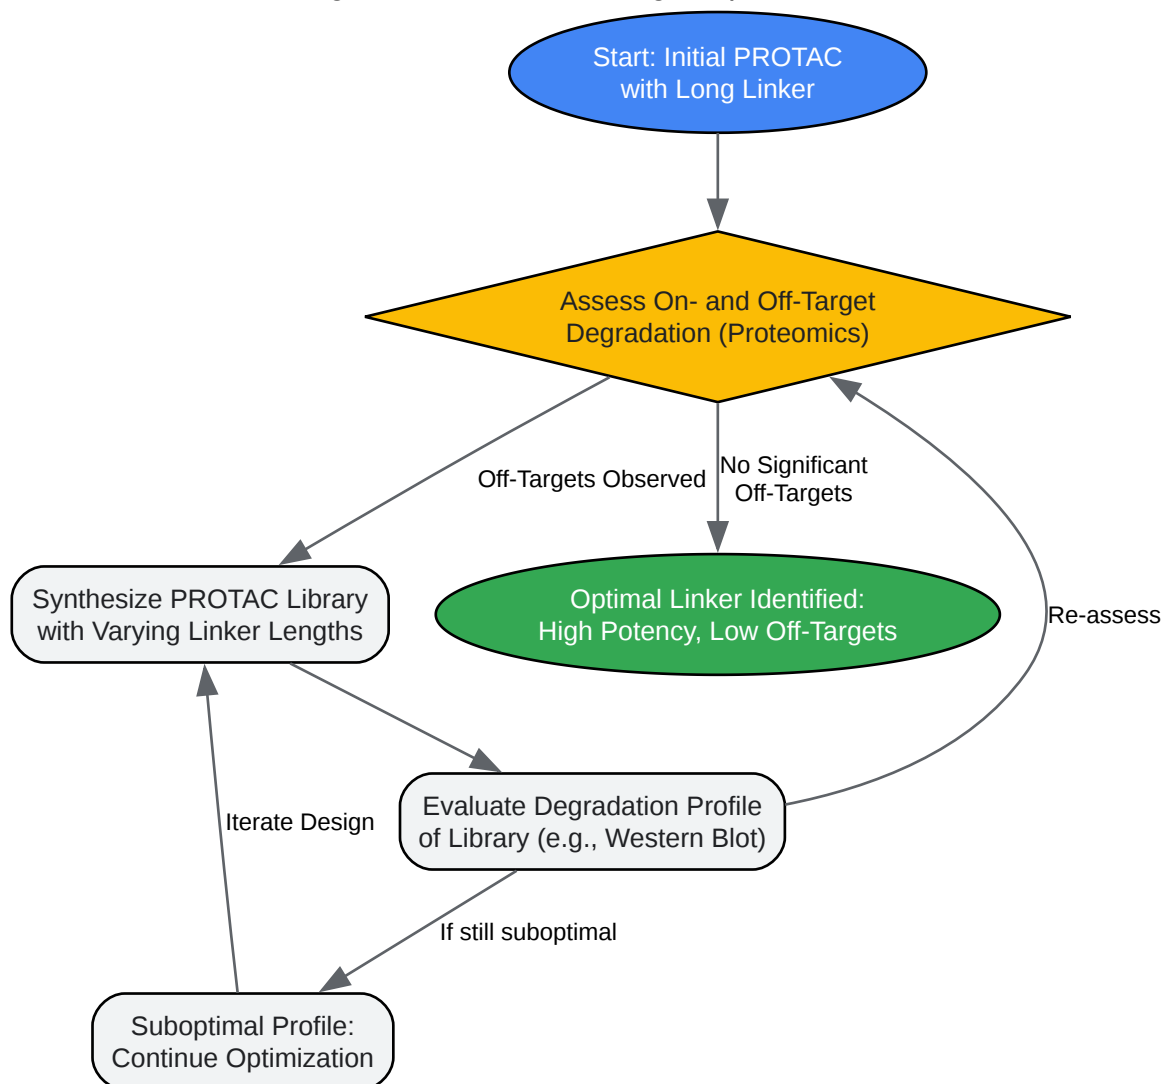 Start: Initial PROTAC
with Long Linker
Assess On- and Off-Target
Degradation (Proteomics)
Off-Targets Observed
No Significant
Off-Targets
Synthesize PROTAC Library
with Varying Linker Lengths
Optimal Linker Identified:
High Potency, Low Off-Targets
Re-assess
Evaluate Degradation Profile
of Library (e.g., Western Blot)
Iterate Design
If still suboptimal
Suboptimal Profile:
Continue Optimization